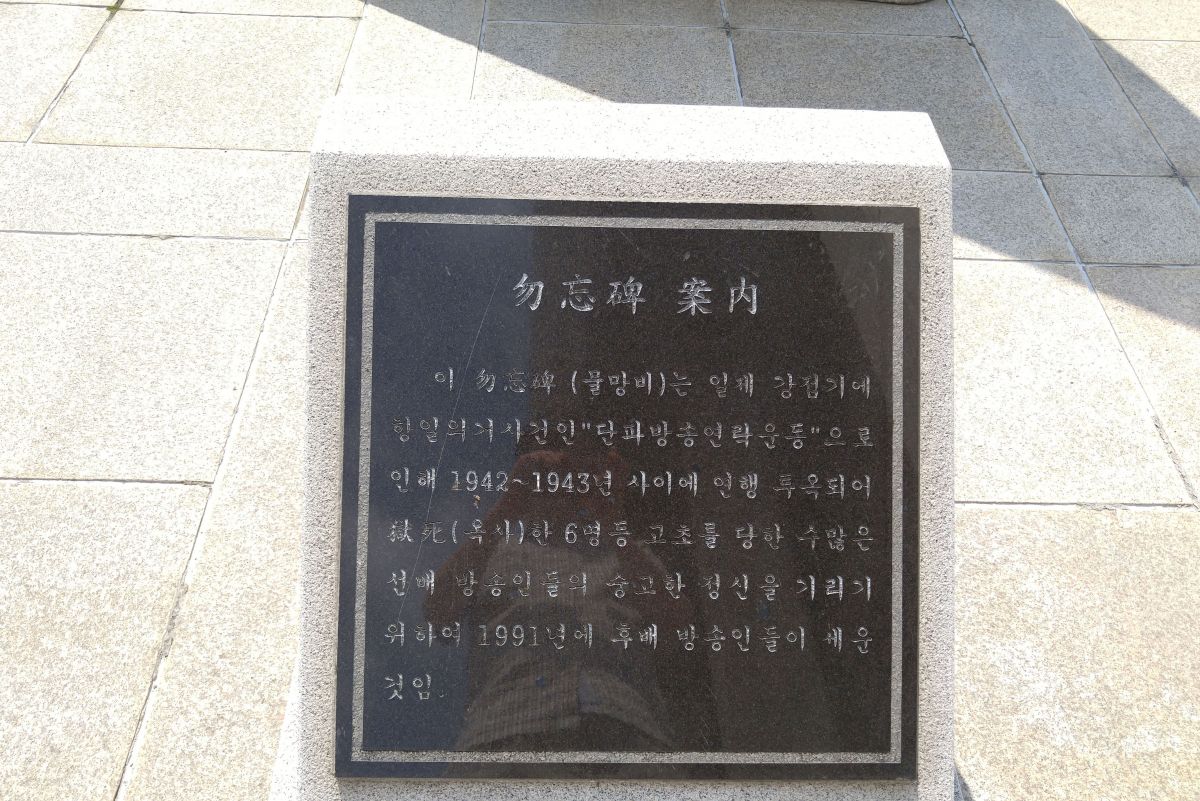 勿忘碑 案内
이 勿忘碑 (물망비)는 일제 강점기에
항일의거사건인"단파방송연락운동"으로
인해 1942~1943년 사이에 연행 투옥되어
獄死(옥사)한 6명등 고초를 당한 수많은
선배 방송인들의 숭고한 정신을 기리기
위하여 1991년에 후배 방송인들이 세운
것임.